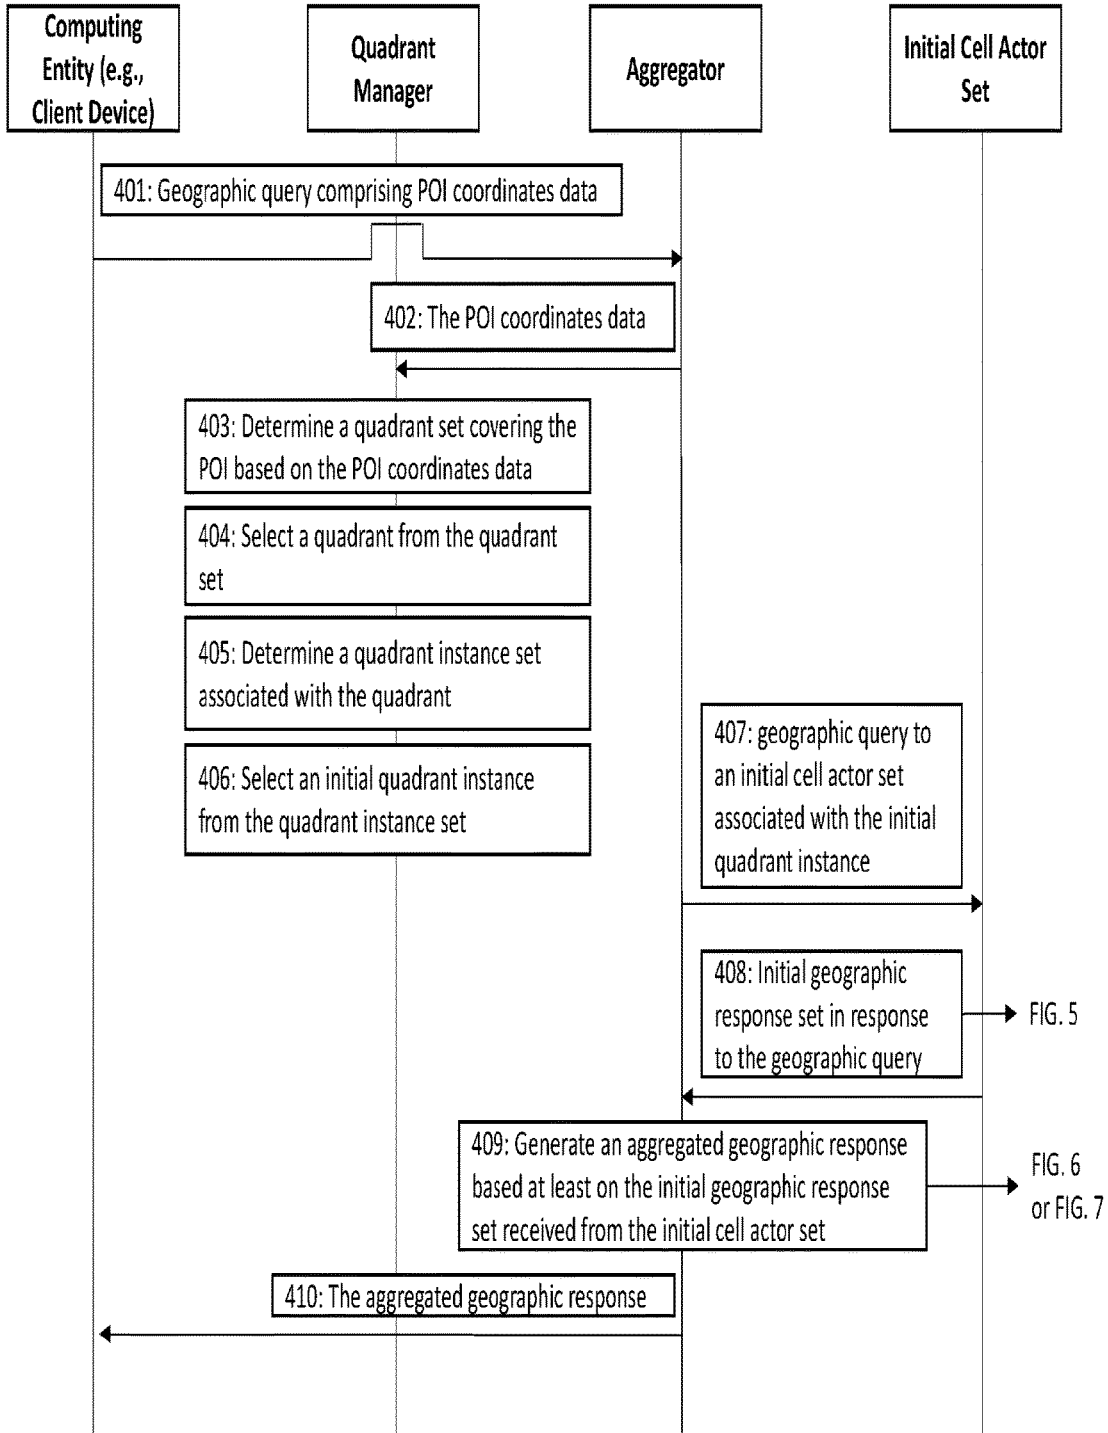 Computing
Entity (e.g.,
Client Device)
Quadrant
Manager
Aggregator
Initial Cell Actor
Set
401: Geographic query comprising POI coordinates data
402: The POI coordinates data
403: Determine a quadrant set covering the
POI based on the POI coordinates data
404: Select a quadrant from the quadrant
set
405: Determine a quadrant instance set
associated with the quadrant
406: Select an initial quadrant instance
from the quadrant instance set
407: geographic query to
an initial cell actor set
associated with the initial
quadrant instance
408: Initial geographic
response set in response
to the geographic query
FIG. 5
409: Generate an aggregated geographic response
based at least on the initial geographic response
set received from the initial cell actor set
FIG. 6
or FIG. 7
410: The aggregated geographic response